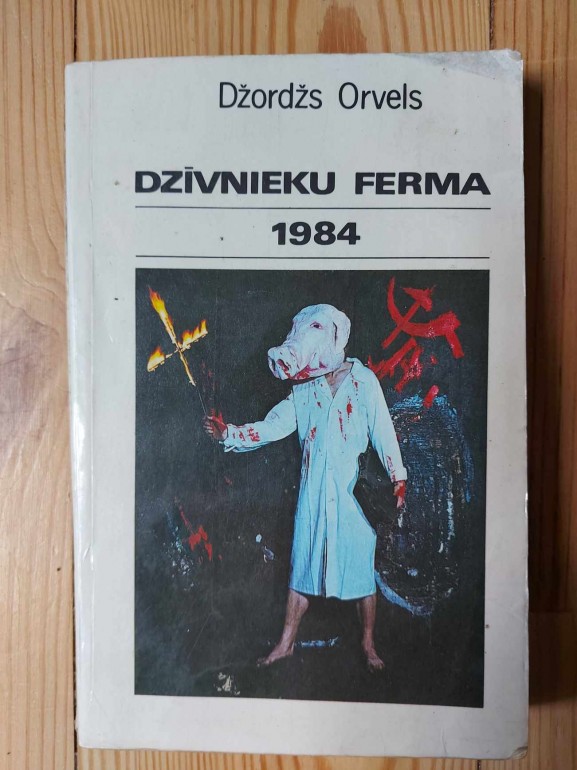 Džordžs Orvels
DZĪVNIEKU FERMA
1984